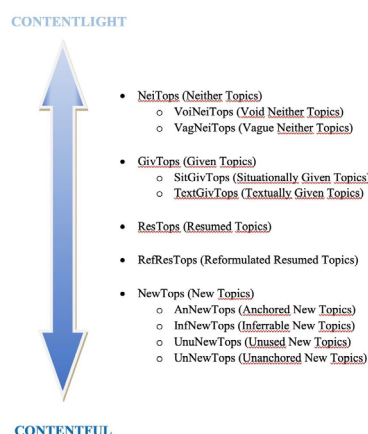 CONTENTLIGHT
• NeiTops (Neither Topics)
o VoiNeiTops (Void Neither Topics)
o VagNeiTops (Vague Neither Topics)
• GivTops (Given Topics)
o SitGivTops (Situationally Given Topics)
o TextGivTops (Textually Given Topics)
• ResTops (Resumed Topics)
• RefResTops (Reformulated Resumed Topics)
• NewTops (New Topics)
o AnNewTops (Anchored New Topics)
o InfNewTops (Inferrable New Topics)
o UnuNewTops (Unused New Topics)
o UnNewTops (Unanchored New Topics)
CONTENTFUL